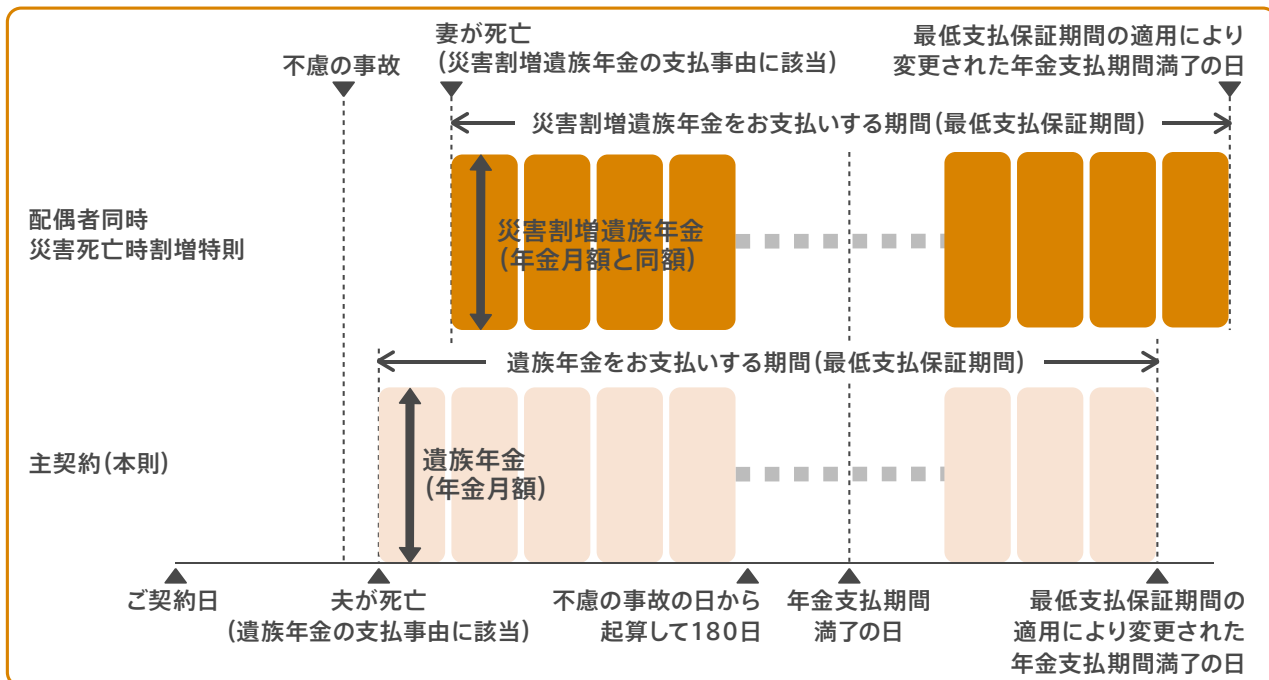 妻が死亡
(災害割増遺族年金の支払事由に該当)
最低支払保証期間の適用により
変更された年金支払期間満了の日
不慮の事故
災害割増遺族年金をお支払いする期間(最低支払保証期間)
配偶者同時
災害死亡時割増特則
災害割増遺族年金
(年金月額と同額)
遺族年金をお支払いする期間(最低支払保証期間)
主契約(本則)
遺族年金
(年金月額)
ご契約日
夫が死亡
(遺族年金の支払事由に該当)
不慮の事故の日から
起算して180日
年金支払期間
満了の日
最低支払保証期間の
適用により変更された
年金支払期間満了の日